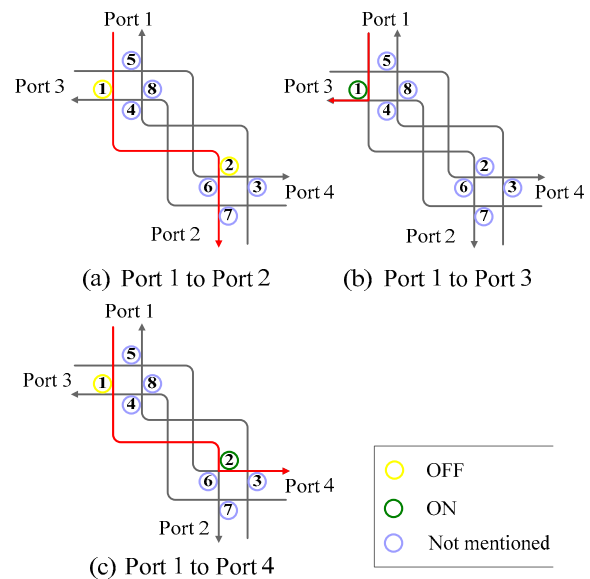 Port 1
5
Port 3
1
8
4
2
6
3
Port 4
7
Port 2
(a) Port 1 to Port 2
Port 1
5
Port 3
1
8
4
2
6
3
Port 4
7
Port 2
(b) Port 1 to Port 3
Port 1
5
Port 3
1
8
4
2
6
3
Port 4
7
Port 2
(c) Port 1 to Port 4
OFF
ON
Not mentioned